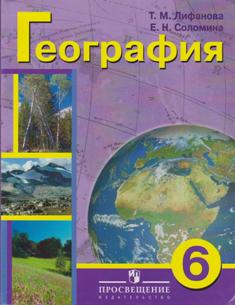 Т. М. Лифанова
Е. Н. Соломина
География
6
ПРОСВЕЩЕНИЕ
ИЗДАТЕЛЬСТВО